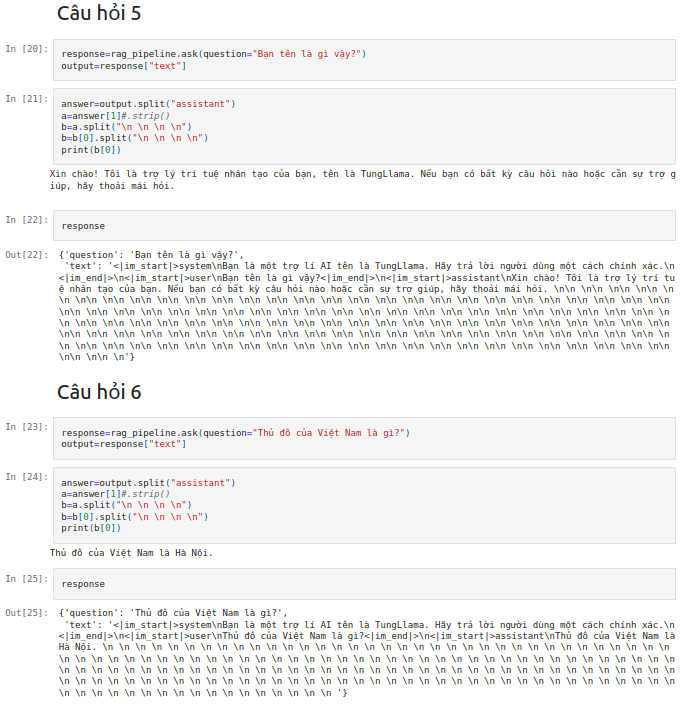 Câu hỏi 5
In [20]: response=rag_pipeline.ask(question="Bạn tên là gì vậy?")
output=response["text"]
In [21]: answer=output.split("assistant")
a=answer[1]#.strip()
b=a.split("\n \n \n \n")
b=b[0].split("\n \n \n \n")
print(b[0])
Xin chào! Tôi là trợ lý trí tuệ nhân tạo của bạn, tên là TungLlama. Nếu bạn có bất kỳ câu hỏi nào hoặc cần sự trợ g
iúp, hãy thoải mái hỏi.
In [22]: response
Out[22]: {'question': 'Bạn tên là gì vậy?',
'text': '<|im_start|>system\nBạn là một trợ lí AI tên là TungLlama. Hãy trả lời người dùng một cách chính xác.\n
<|im_end|>\n<|im_start|>user\nBạn tên là gì vậy?<|im_end|>\n<|im_start|>assistant\nXin chào! Tôi là trợ lý trí tu
ệ nhân tạo của bạn. Nếu bạn có bất kỳ câu hỏi nào hoặc cần sự trợ giúp, hãy thoải mái hỏi. \n\n \n\n \n\n \n\n \n
\n \n\n \n\n \n\n \n\n \n\n \n\n \n\n \n\n \n\n \n\n \n\n \n\n \n\n \n\n \n\n \n\n \n\n \n\n \n\n \n\n \n\n \n\n
\n\n \n\n \n\n \n\n \n\n \n\n \n\n \n\n \n\n \n\n \n\n \n\n \n\n \n\n \n\n \n\n \n\n \n\n \n\n \n\n \n\n \n\n \n
\n \n\n \n\n \n\n \n\n \n\n \n\n \n\n \n\n \n\n \n\n \n\n \n\n \n\n \n\n \n\n \n\n \n\n \n\n \n\n \n\n \n\n \n\n
\n\n \n\n \n\n \n\n \n\n \n\n \n\n \n\n \n\n \n\n \n\n \n\n \n\n \n\n \n\n \n\n \n\n \n\n \n\n \n\n \n\n \n\n \n
\n \n\n \n\n \n\n \n\n \n\n \n\n \n\n \n\n \n\n \n\n \n\n \n\n \n\n \n\n \n\n \n\n \n\n \n\n \n\n \n\n \n\n \n\n
\n\n \n\n \n'}
Câu hỏi 6
In [23]: response=rag_pipeline.ask(question="Thủ đô của Việt Nam là gì?")
output=response["text"]
In [24]: answer=output.split("assistant")
a=answer[1]#.strip()
b=a.split("\n \n \n \n")
b=b[0].split("\n \n \n \n")
print(b[0])
Thủ đô của Việt Nam là Hà Nội.
In [25]: response
Out[25]: {'question': 'Thủ đô của Việt Nam là gì?',
'text': '<|im_start|>system\nBạn là một trợ lí AI tên là TungLlama. Hãy trả lời người dùng một cách chính xác.\n
<|im_end|>\n<|im_start|>user\nThủ đô của Việt Nam là gì?<|im_end|>\n<|im_start|>assistant\nThủ đô của Việt Nam là
Hà Nội. \n \n \n \n \n \n \n \n \n \n \n \n \n \n \n \n \n \n \n \n \n \n \n \n \n \n \n \n \n \n \n \n \n \n \n
\n \n \n \n \n \n \n \n \n \n \n \n \n \n \n \n \n \n \n \n \n \n \n \n \n \n \n \n \n \n \n \n \n \n \n \n \n \n
\n \n \n \n \n \n \n \n \n \n \n \n \n \n \n \n \n \n \n \n \n \n \n \n \n \n \n \n \n \n \n \n \n \n \n \n \n \n
\n \n \n \n \n \n \n \n \n \n \n \n \n \n \n \n \n \n \n \n \n \n \n \n \n \n \n \n \n \n \n \n \n \n \n \n \n \n
\n \n \n \n \n \n \n \n \n \n \n \n \n \n \n \n \n '}